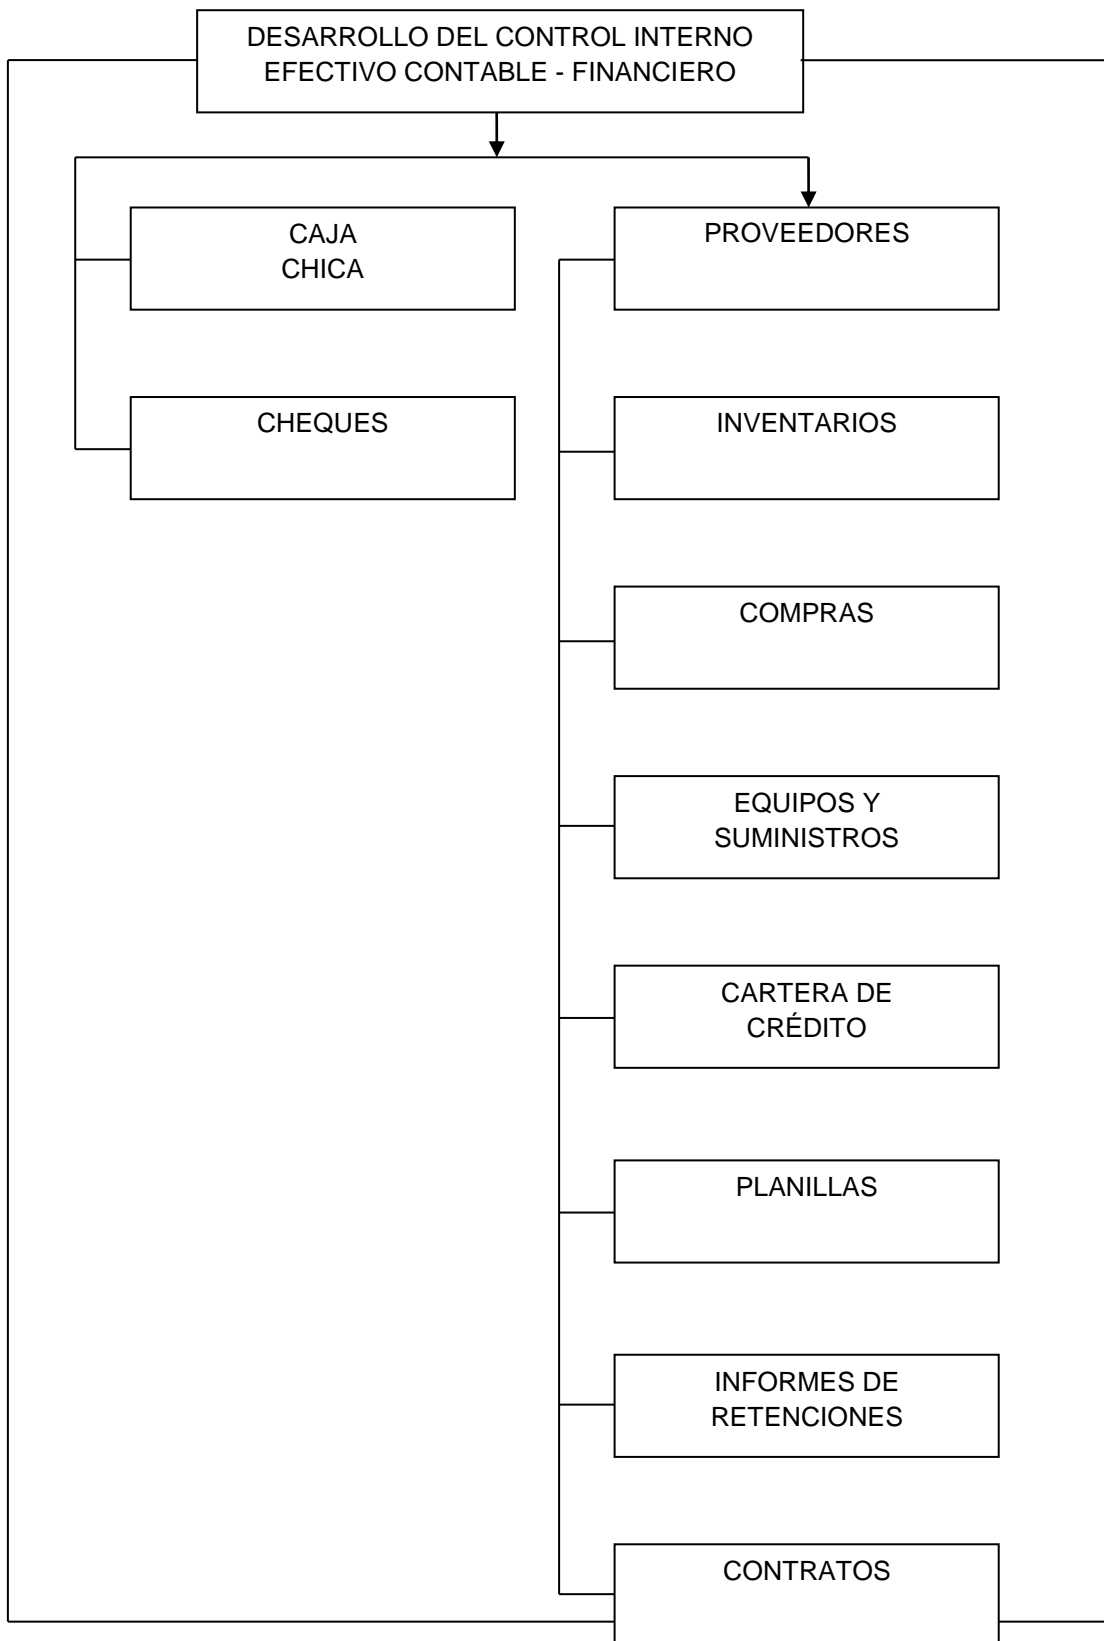 DESARROLLO DEL CONTROL INTERNO
EFECTIVO CONTABLE - FINANCIERO
CAJA
CHICA
CHEQUES
PROVEEDORES
INVENTARIOS
COMPRAS
EQUIPOS Y
SUMINISTROS
CARTERA DE
CRÉDITO
PLANILLAS
INFORMES DE
RETENCIONES
CONTRATOS